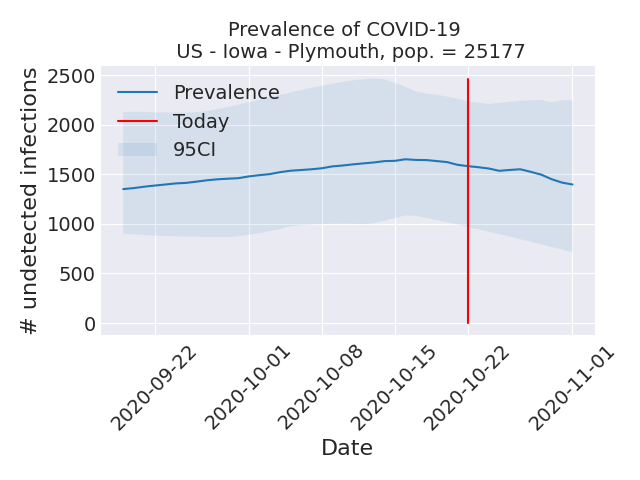 Prevalence of COVID-19
US - Iowa - Plymouth, pop. = 25177
# undetected infections
2500
2000
1500
1000
500
0
Prevalence
Today
95CI
2020-09-22
2020-10-01
2020-10-08
2020-10-15
2020-10-22
2020-11-01
Date